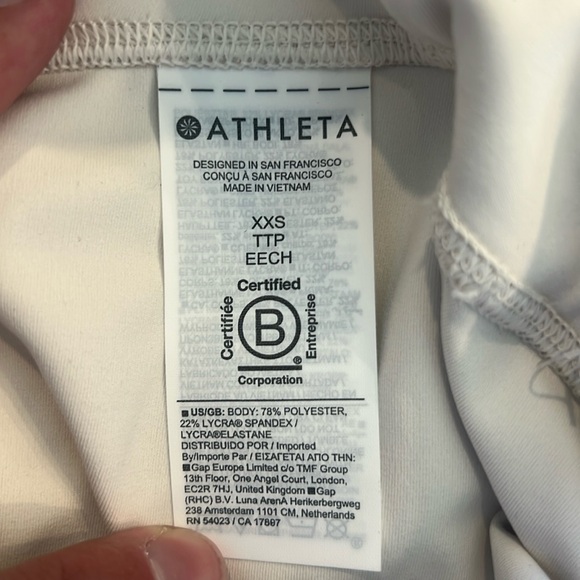 ATHLETA
DESIGNED IN SAN FRANCISCO
CONÇU À SAN FRANCISCO
MADE IN VIETNAM
XXS
TTP
EECH
Certified
Certifiée
B
Entreprise
®
Corporation
US/GB: BODY: 78% POLYESTER,
22% LYCRA® SPANDEX /
LYCRA®ELASTANE
DISTRIBUIDO POR / Imported
By/Importe Par / ΕΙΣΑΓΕΤΑΙ ΑΠΟ ΤΗΝ:
Gap Europe Limited c/o TMF Group
13th Floor, One Angel Court, London,
EC2R 7HJ, United Kingdom Gap
(RHC) B.V. Luna ArenA Herikerbergweg
238 Amsterdam 1101 CM, Netherlands
RN 54023 / CA 17897